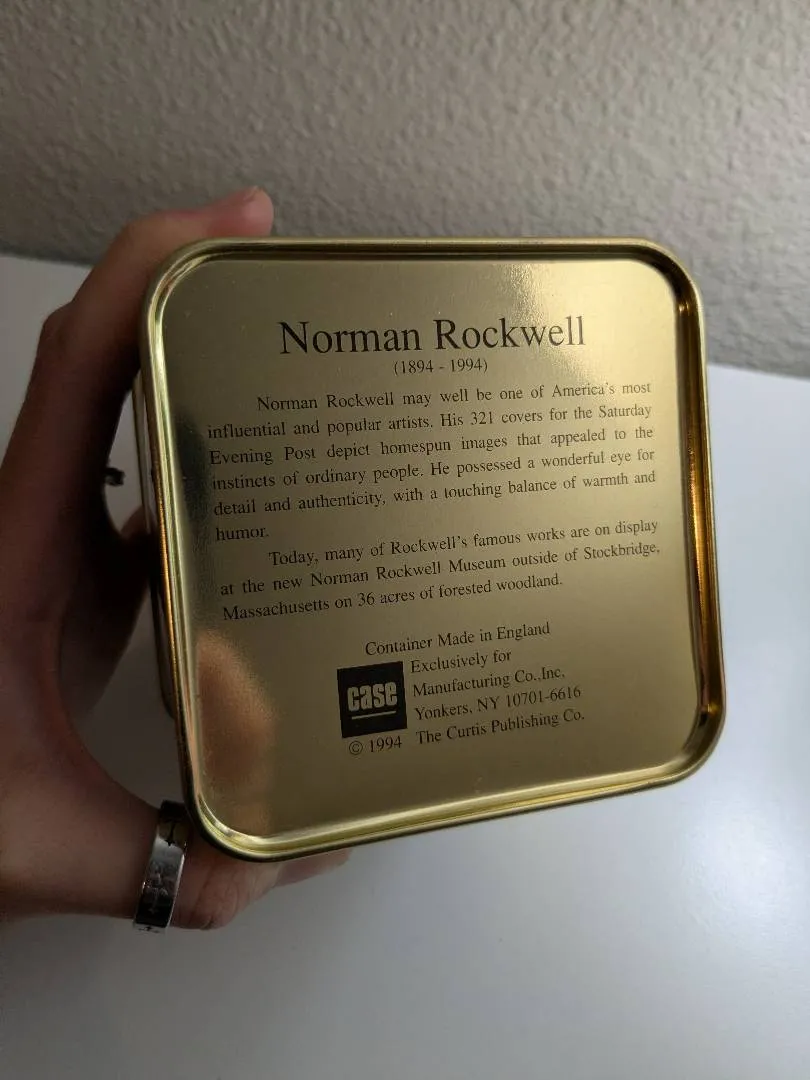 Norman Rockwell
(1894 - 1994)
Norman Rockwell may well be one of America's most
influential and popular artists. His 321 covers for the Saturday
Evening Post depict homespun images that appealed to the
instincts of ordinary people. He possessed a wonderful eye for
detail and authenticity, with a touching balance of warmth and
humor.
Today, many of Rockwell's famous works are on display
at the new Norman Rockwell Museum outside of Stockbridge,
Massachusetts on 36 acres of forested woodland.
Container Made in England
Exclusively for
case
Manufacturing Co.,Inc,
Yonkers, NY 10701-6616
© 1994 The Curtis Publishing Co.